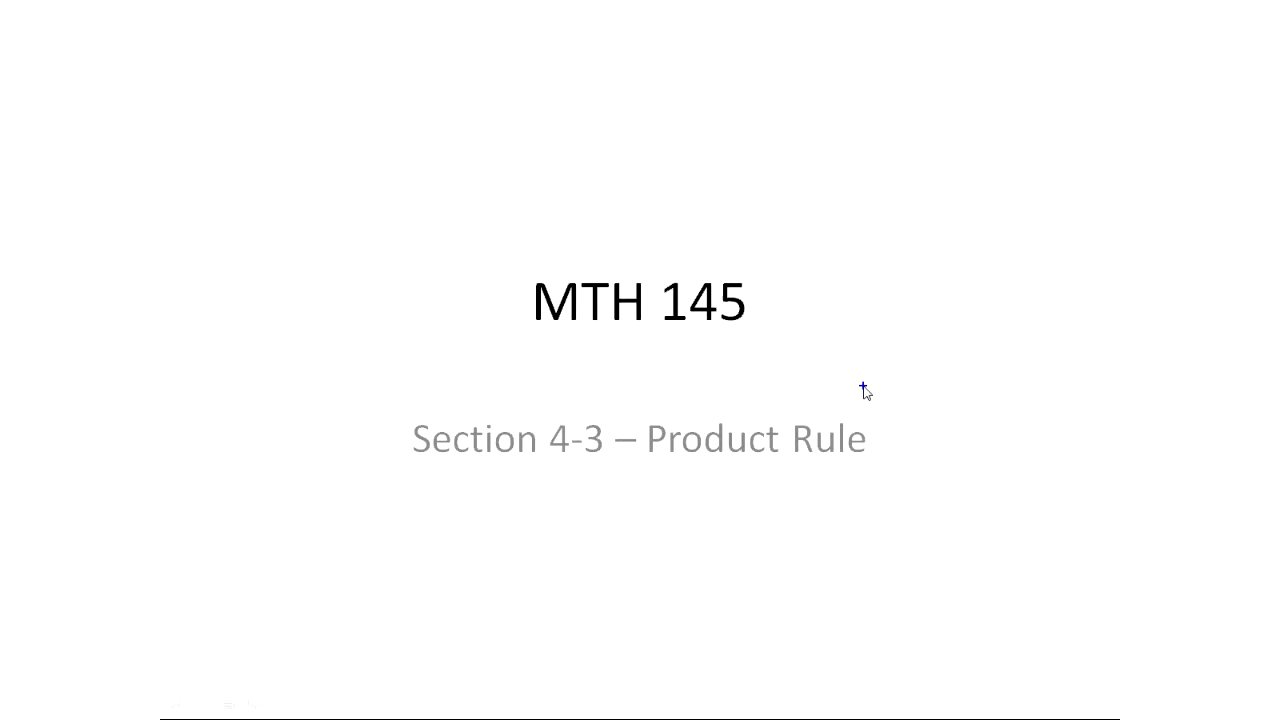 MTH 145
Section 4-3 – Product Rule